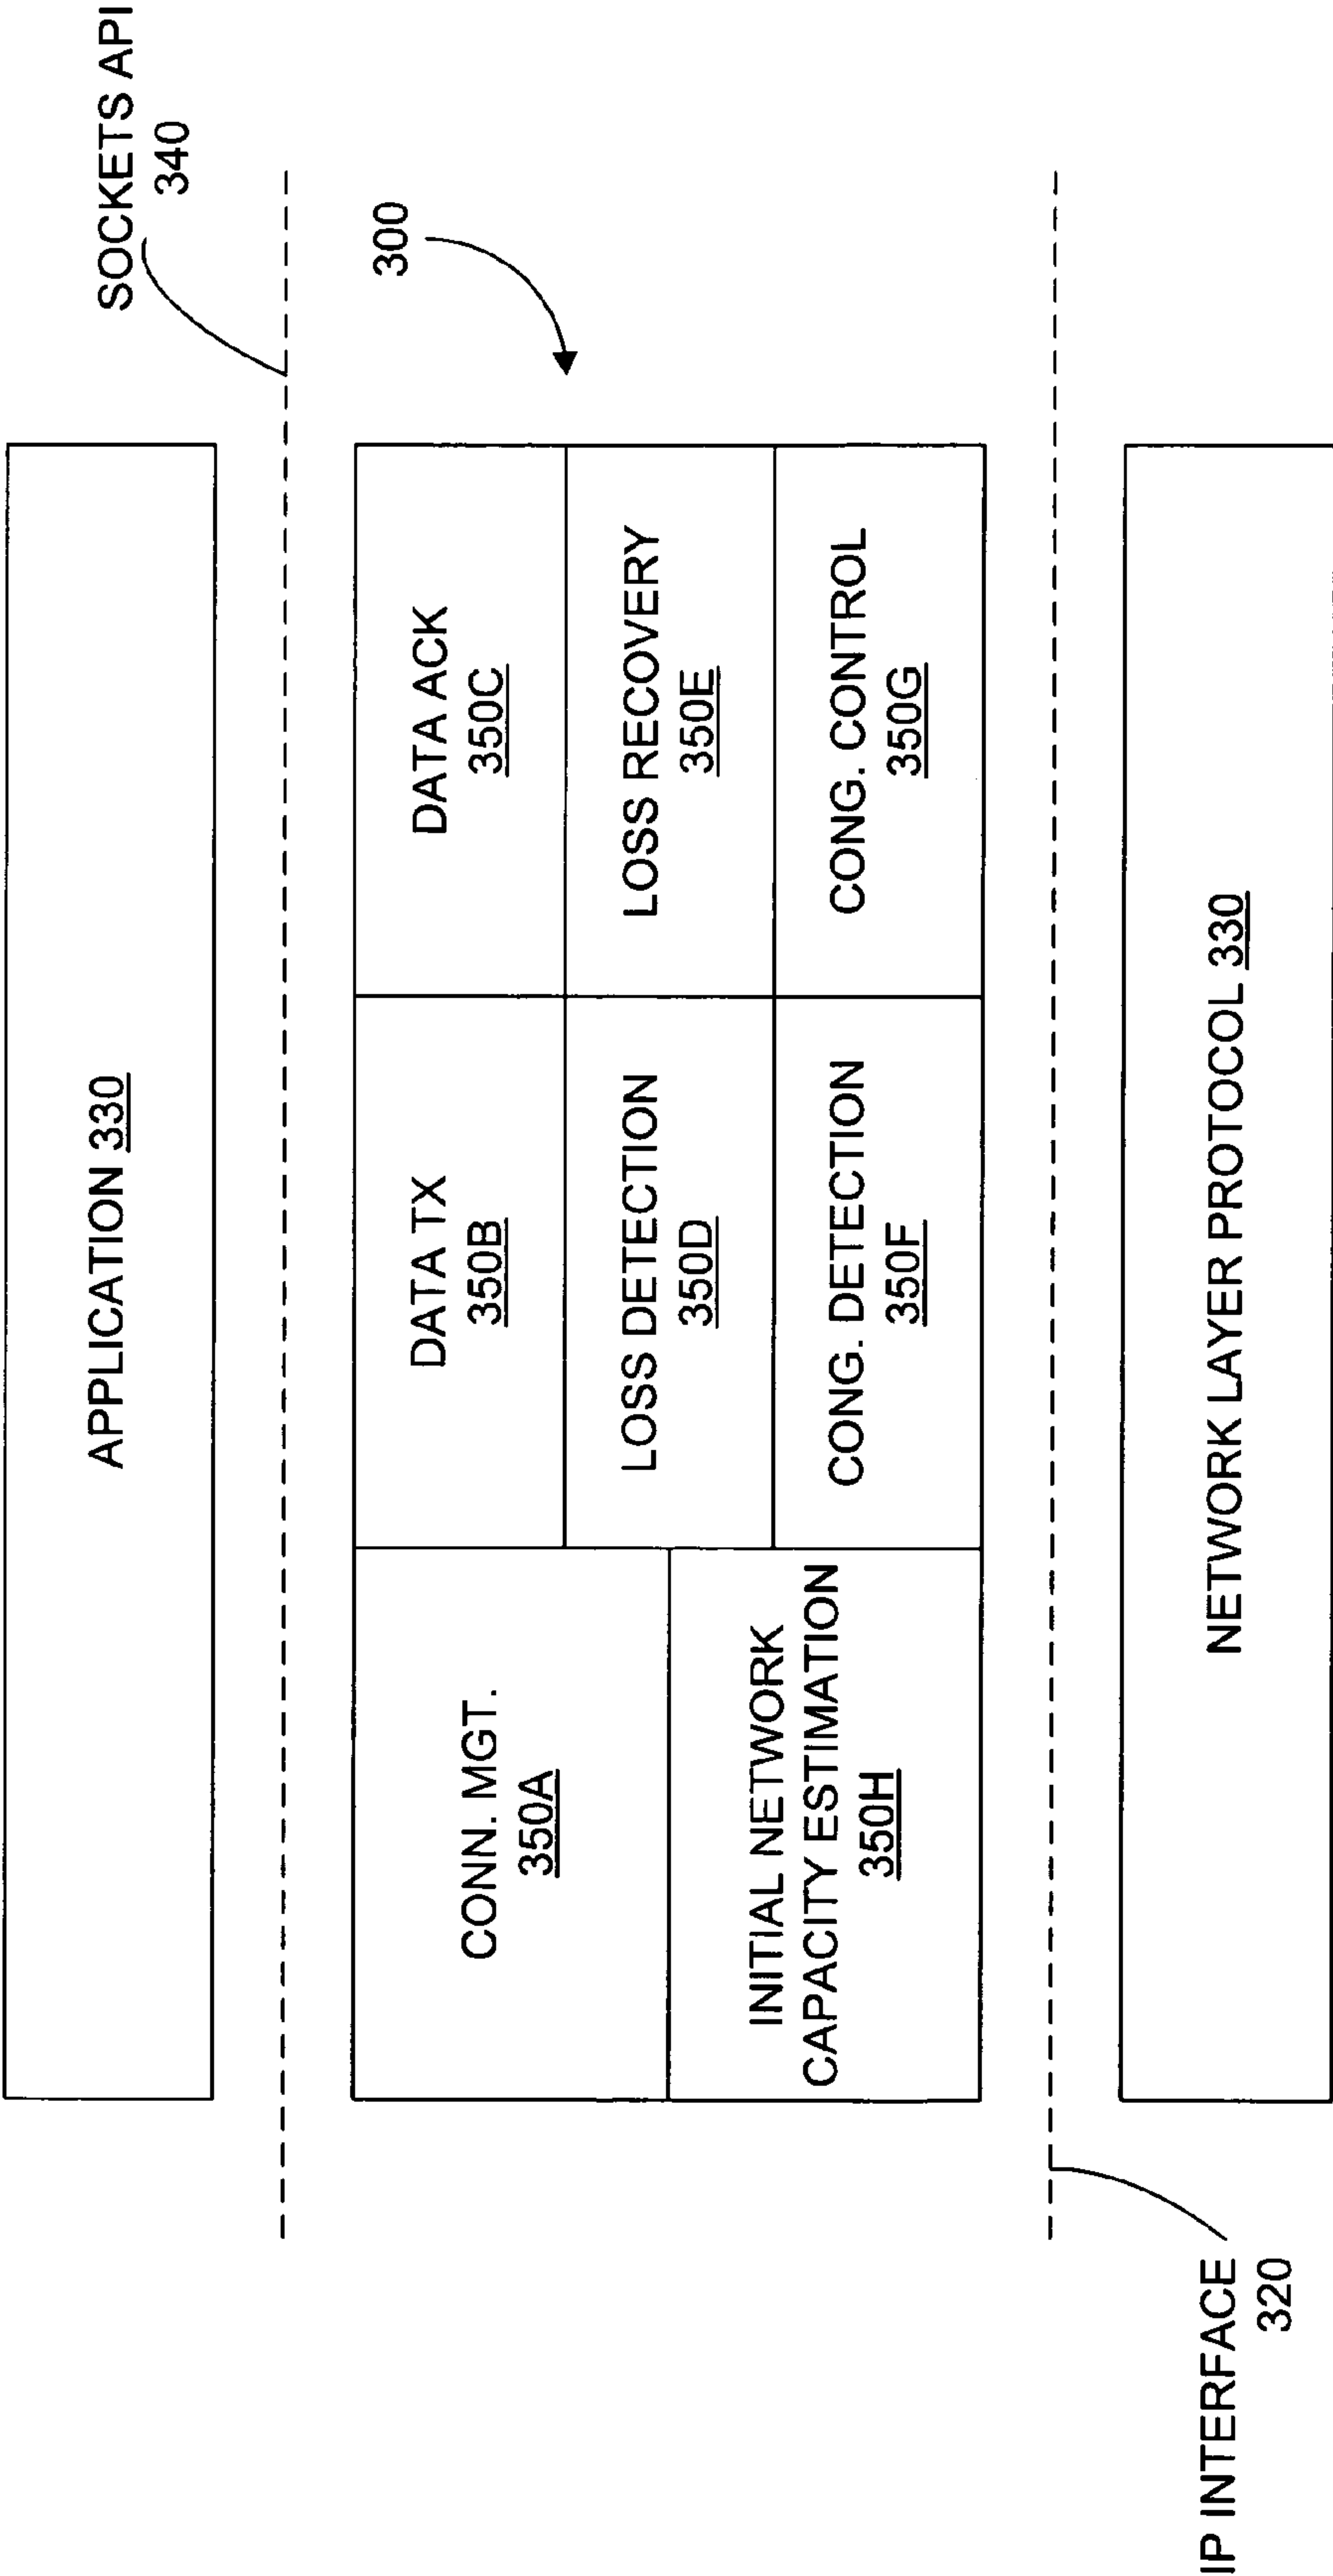 SOCKETS API
340
APPLICATION 330
300
CONN. MGT.
350A
DATA TX
350B
DATA ACK
350C
LOSS DETECTION
350D
LOSS RECOVERY
350E
INITIAL NETWORK
CAPACITY ESTIMATION
350H
CONG. DETECTION
350F
CONG. CONTROL
350G
NETWORK LAYER PROTOCOL 330
IP INTERFACE
320